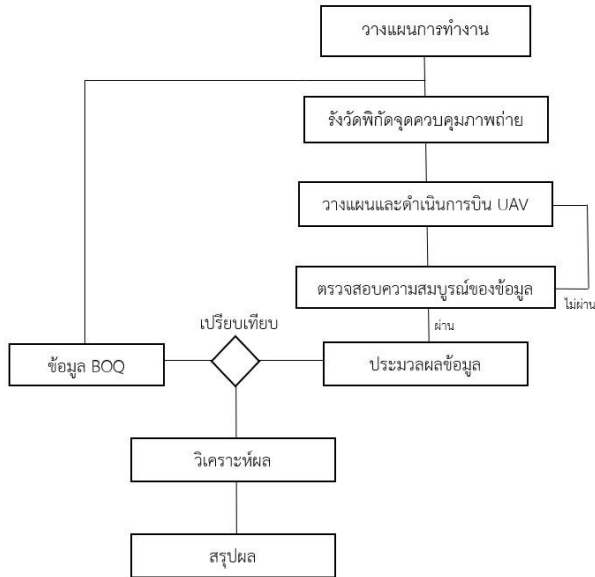 วางแผนการทำงาน
รังวัดพิกัดจุดควบคุมภาพถ่าย
วางแผนและดำเนินการบิน UAV
ตรวจสอบความสมบูรณ์ของข้อมูล
ไม่ผ่าน
ผ่าน
เปรียบเทียบ
ข้อมูล BOQ
ประมวลผลข้อมูล
วิเคราะห์ผล
สรุปผล